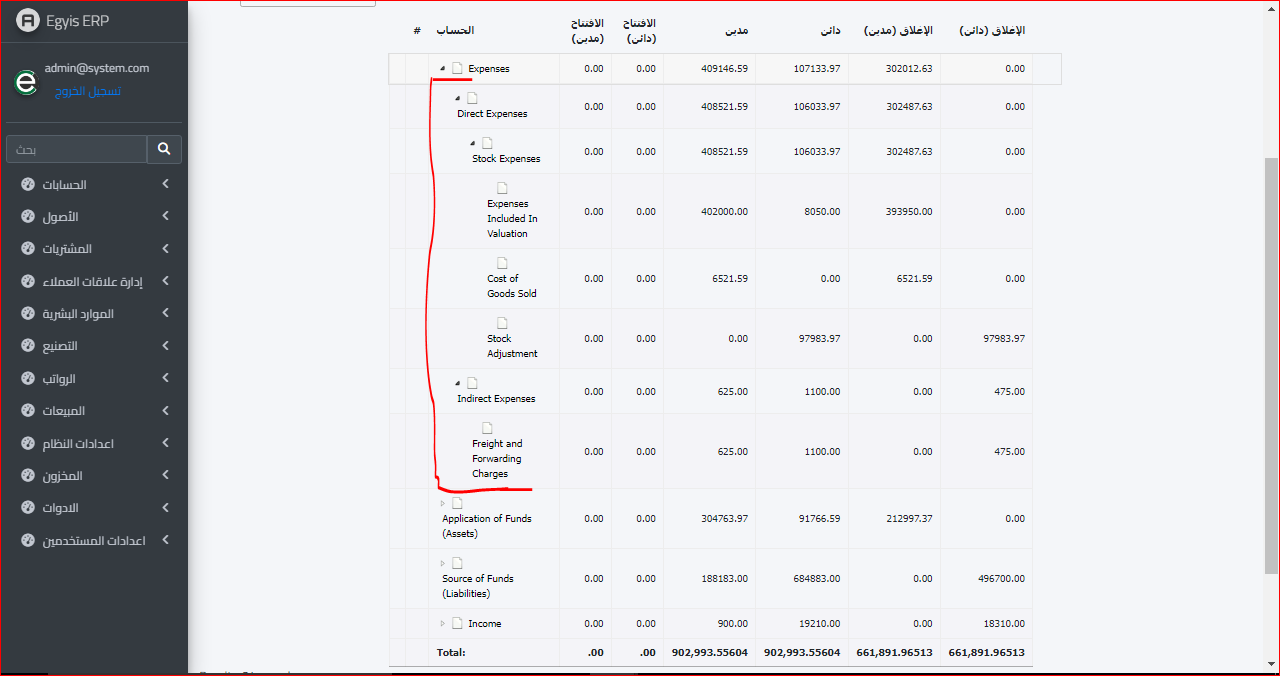 Egyis ERP
admin@system.com
تسجيل الخروج
بحث
الحسابات
الأصول
المشتريات
إدارة علاقات العملاء
الموارد البشرية
التصنيع
الرواتب
المبيعات
اعدادات النظام
المخزون
الادوات
اعدادات المستخدمين
# الحساب الافتتاح (مدين) الافتتاح (دائن) مدين دائن الإغلاق (مدين) الإغلاق (دائن)
Expenses 0.00 0.00 409146.59 107133.97 302012.63 0.00
Direct Expenses 0.00 0.00 408521.59 106033.97 302487.63 0.00
Stock Expenses 0.00 0.00 408521.59 106033.97 302487.63 0.00
Expenses Included In Valuation 0.00 0.00 402000.00 8050.00 393950.00 0.00
Cost of Goods Sold 0.00 0.00 6521.59 0.00 6521.59 0.00
Stock Adjustment 0.00 0.00 0.00 97983.97 0.00 97983.97
Indirect Expenses 0.00 0.00 625.00 1100.00 0.00 475.00
Freight and Forwarding Charges 0.00 0.00 625.00 1100.00 0.00 475.00
Application of Funds (Assets) 0.00 0.00 304763.97 91766.59 212997.37 0.00
Source of Funds (Liabilities) 0.00 0.00 188183.00 684883.00 0.00 496700.00
Income 0.00 0.00 900.00 19210.00 0.00 18310.00
Total: .00 .00 902,993.55604 902,993.55604 661,891.96513 661,891.96513